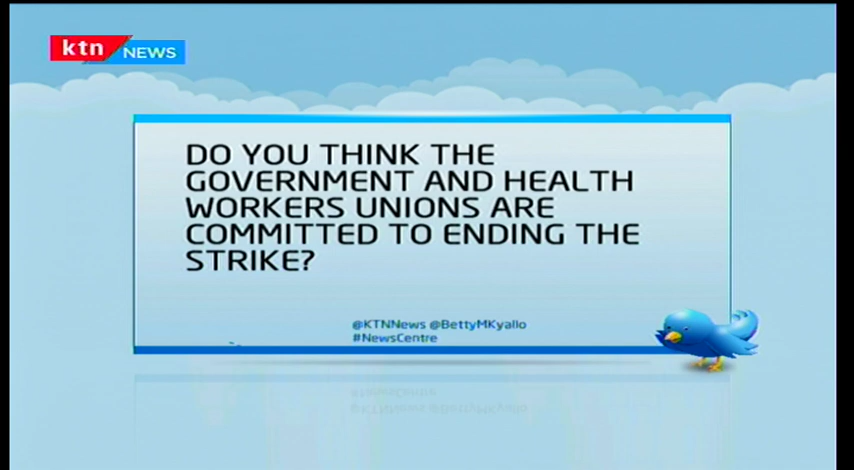 ktn NEWS
DO YOU THINK THE
GOVERNMENT AND HEALTH
WORKERS UNIONS ARE
COMMITTED TO ENDING THE
STRIKE?
@KTNNews @BettyMKyallo
#NewsCentre